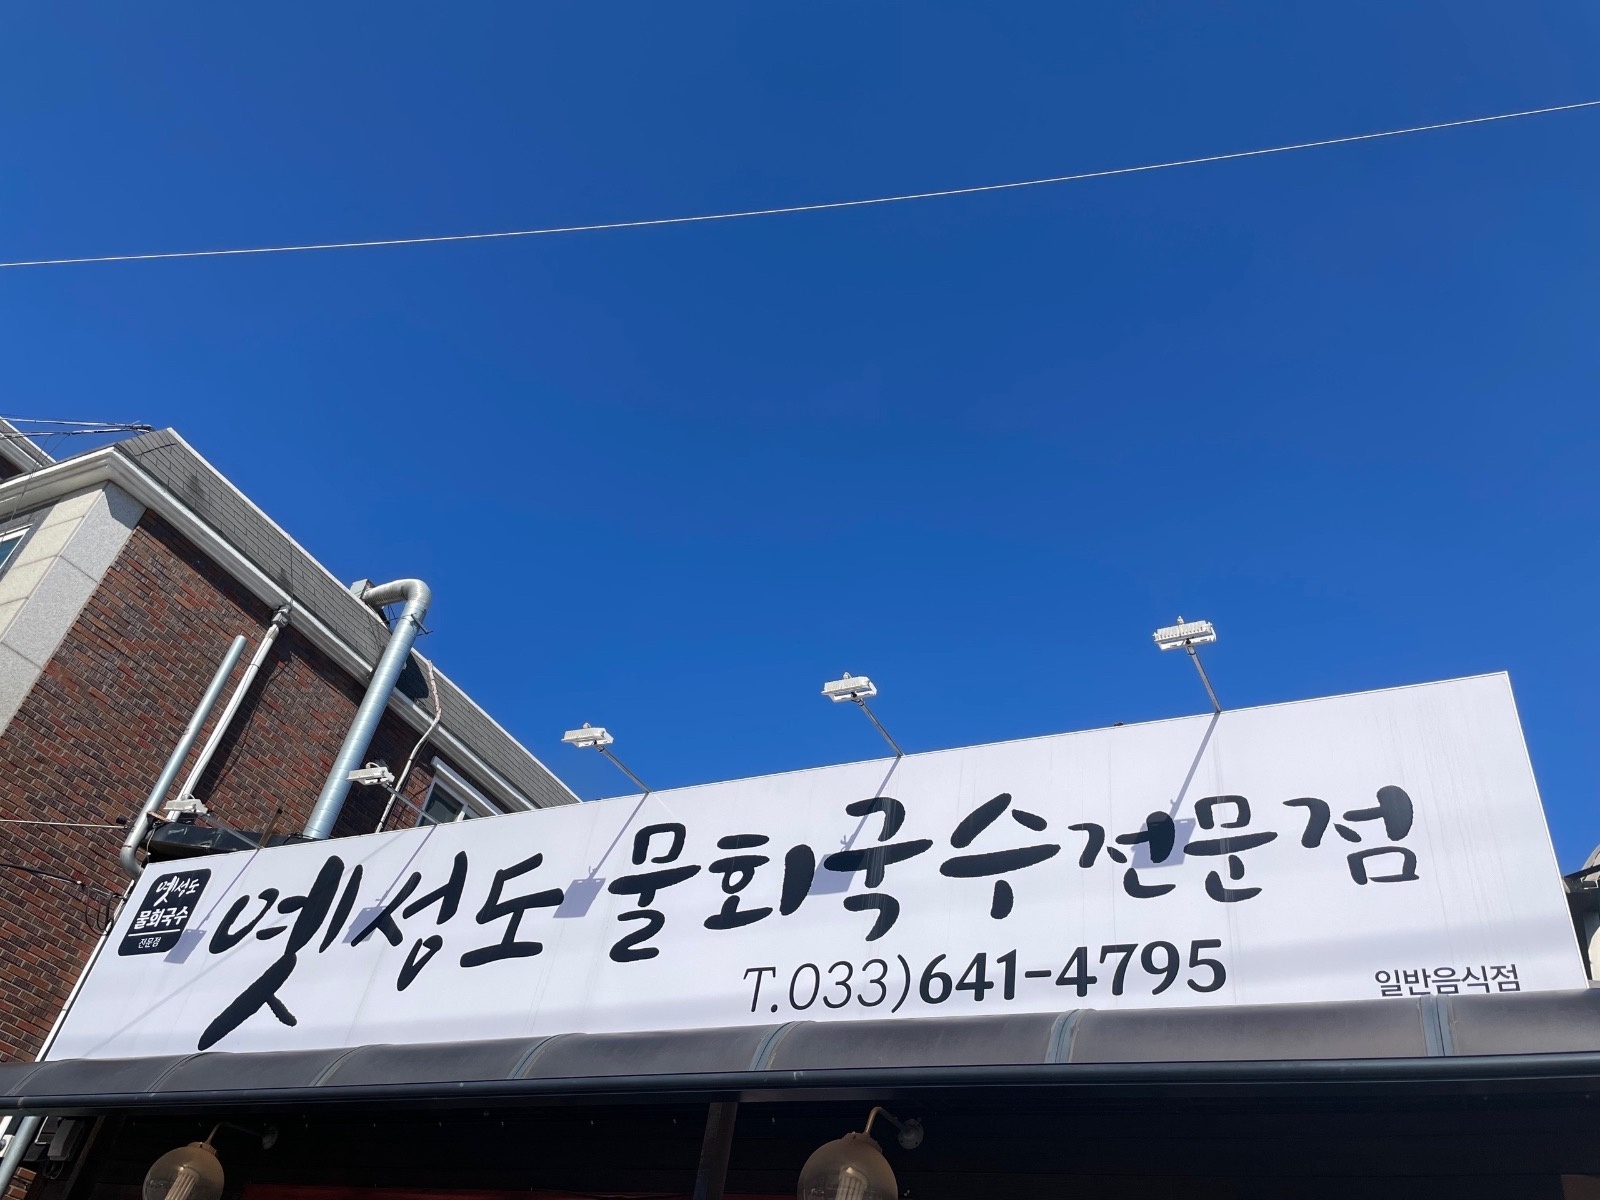 옛섬도
물회국수
전문점
옛섬도 물회국수전문점
T.033)641-4795
일반음식점